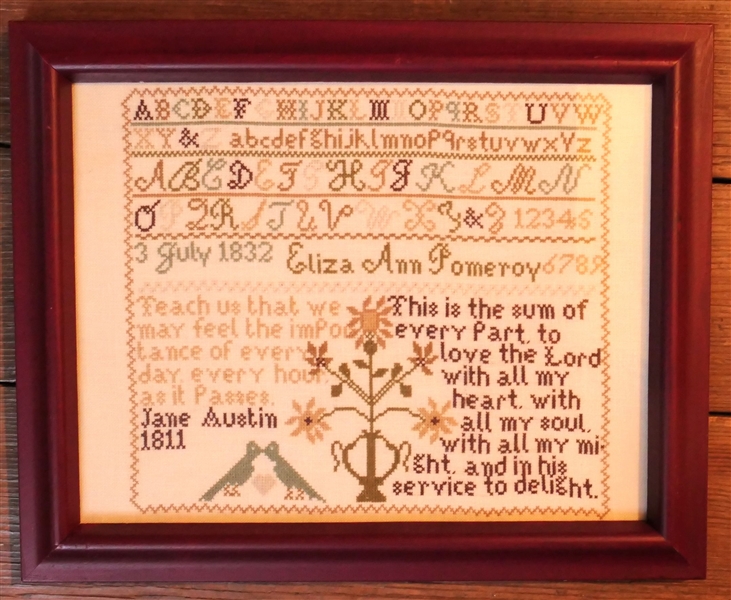 ABCDEFGHIJKLMNOPQRSTUVW
XY&Z abcdefghijklmnopqrstuvwxyz
ABCDEFGHIJKLMN
OPQRSTUVWXY&Z 12345
3 July 1832 Eliza Ann Pomeroy 6789
Teach us that we
may feel the impor
tance of every
day, every hour,
as it Passes.
Jane Austin
1811
This is the sum of
every Part, to
love the Lord
with all my
heart, with
all my soul,
with all my mi-
ght, and in his
service to delight.